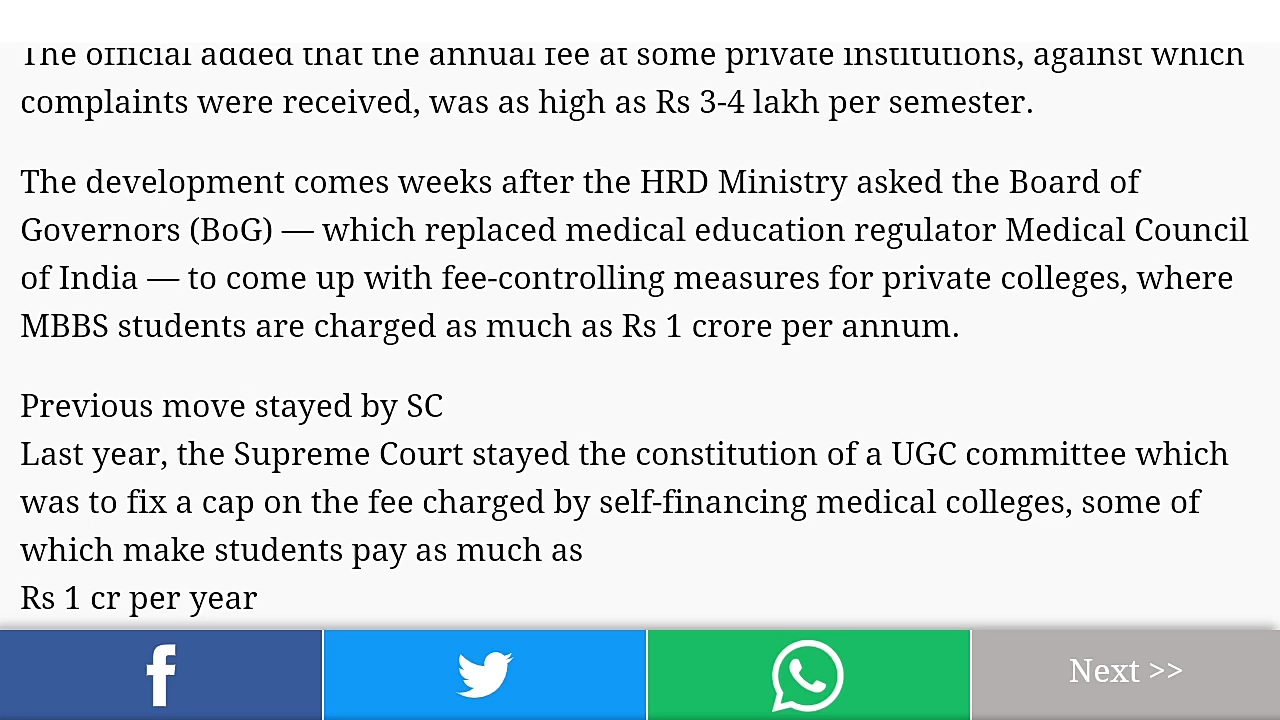 The official added that the annual fee at some private institutions, against which
complaints were received, was as high as Rs 3-4 lakh per semester.
The development comes weeks after the HRD Ministry asked the Board of
Governors (BoG) — which replaced medical education regulator Medical Council
of India — to come up with fee-controlling measures for private colleges, where
MBBS students are charged as much as Rs 1 crore per annum.
Previous move stayed by SC
Last year, the Supreme Court stayed the constitution of a UGC committee which
was to fix a cap on the fee charged by self-financing medical colleges, some of
which make students pay as much as
Rs 1 cr per year
Next >>